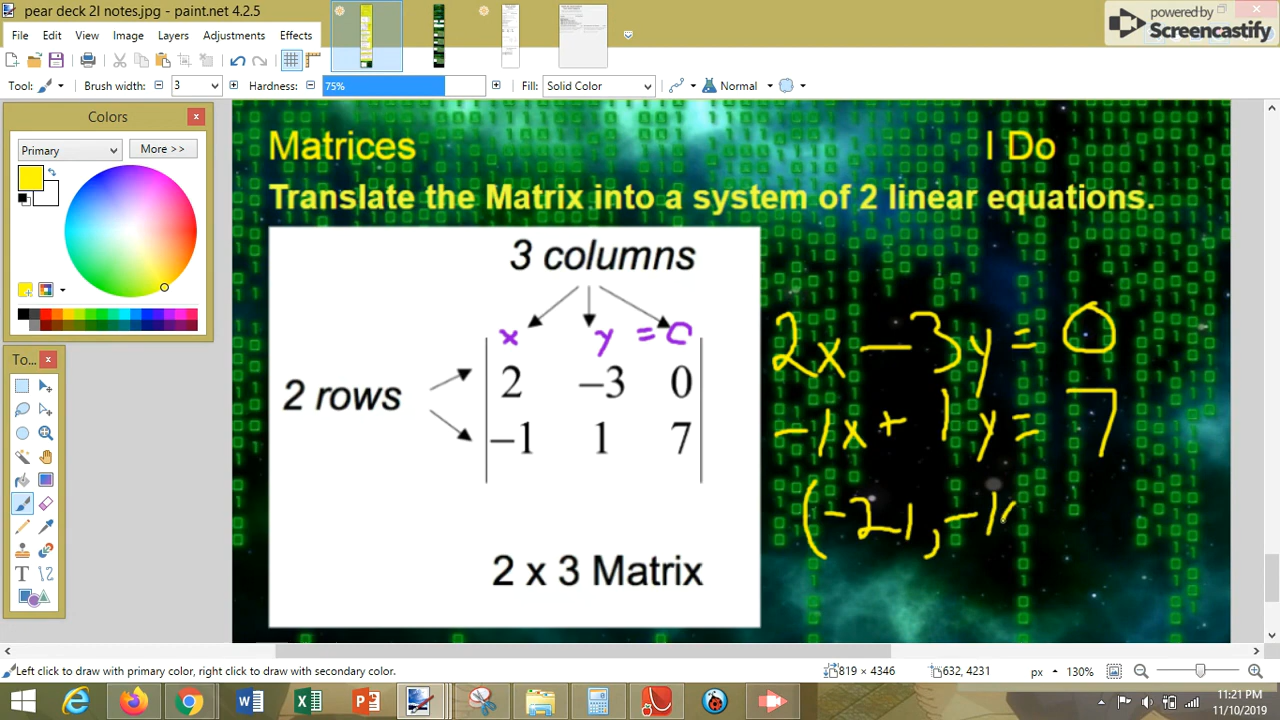 pear deck 2I notetlog - paint.net 4.2.5
powered by
Screencastify
File Edit View Image Layers Adjustments Effe
Tool: Brush width: 3 Hardness: 75% Fill: Solid Color Normal
Colors
Primary More >>
To...
Matrices I Do
Translate the Matrix into a system of 2 linear equations.
3 columns
x y = C
2 rows
2 −3 0
−1 1 7
2 x 3 Matrix
2x − 3y = 0
-1x + 1y = 7
(-21, -1
Left click to draw with primary color, right click to draw with secondary color.
819 x 4346 632, 4231 px 130%
11:21 PM
11/10/2019